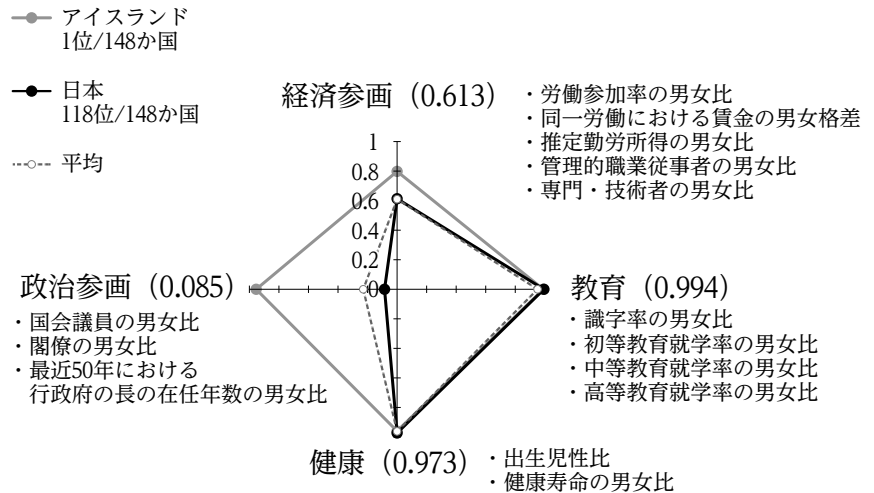 アイスランド
1位/148か国
日本
118位/148か国
平均
経済参画（0.613）
・労働参加率の男女比
・同一労働における賃金の男女格差
・推定勤労所得の男女比
・管理的職業従事者の男女比
・専門・技術者の男女比
1
0.8
0.6
0.4
0.2
0
政治参画（0.085）
・国会議員の男女比
・閣僚の男女比
・最近50年における
行政府の長の在任年数の男女比
教育（0.994）
・識字率の男女比
・初等教育就学率の男女比
・中等教育就学率の男女比
・高等教育就学率の男女比
健康（0.973）
・出生児性比
・健康寿命の男女比